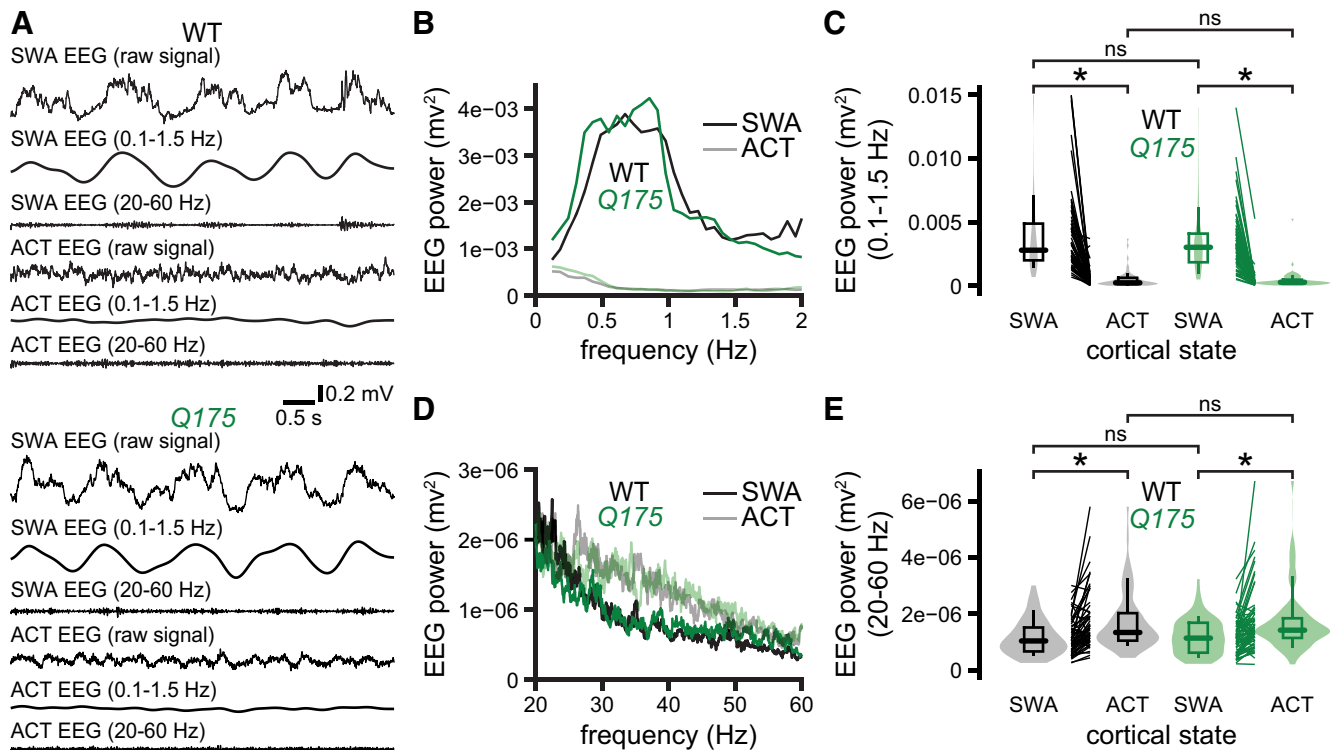 A
WT
SWA EEG (raw signal)
SWA EEG (0.1-1.5 Hz)
SWA EEG (20-60 Hz)
ACT EEG (raw signal)
ACT EEG (0.1-1.5 Hz)
ACT EEG (20-60 Hz)
0.2 mV
0.5 s
Q175
SWA EEG (raw signal)
SWA EEG (0.1-1.5 Hz)
SWA EEG (20-60 Hz)
ACT EEG (raw signal)
ACT EEG (0.1-1.5 Hz)
ACT EEG (20-60 Hz)
B
EEG power (mv²)
4e−03
3e−03
2e−03
1e−03
0
SWA
ACT
WT
Q175
0 0.5 1 1.5 2
frequency (Hz)
C
ns
ns
* *
EEG power (mv²)
(0.1-1.5 Hz)
0.015
0.010
0.005
0
WT
Q175
SWA ACT SWA ACT
cortical state
D
EEG power (mv²)
3e−06
2e−06
1e−06
0
WT
Q175
SWA
ACT
20 30 40 50 60
frequency (Hz)
E
ns
ns
* *
EEG power (mv²)
(20-60 Hz)
6e−06
4e−06
2e−06
0
WT
Q175
SWA ACT SWA ACT
cortical state